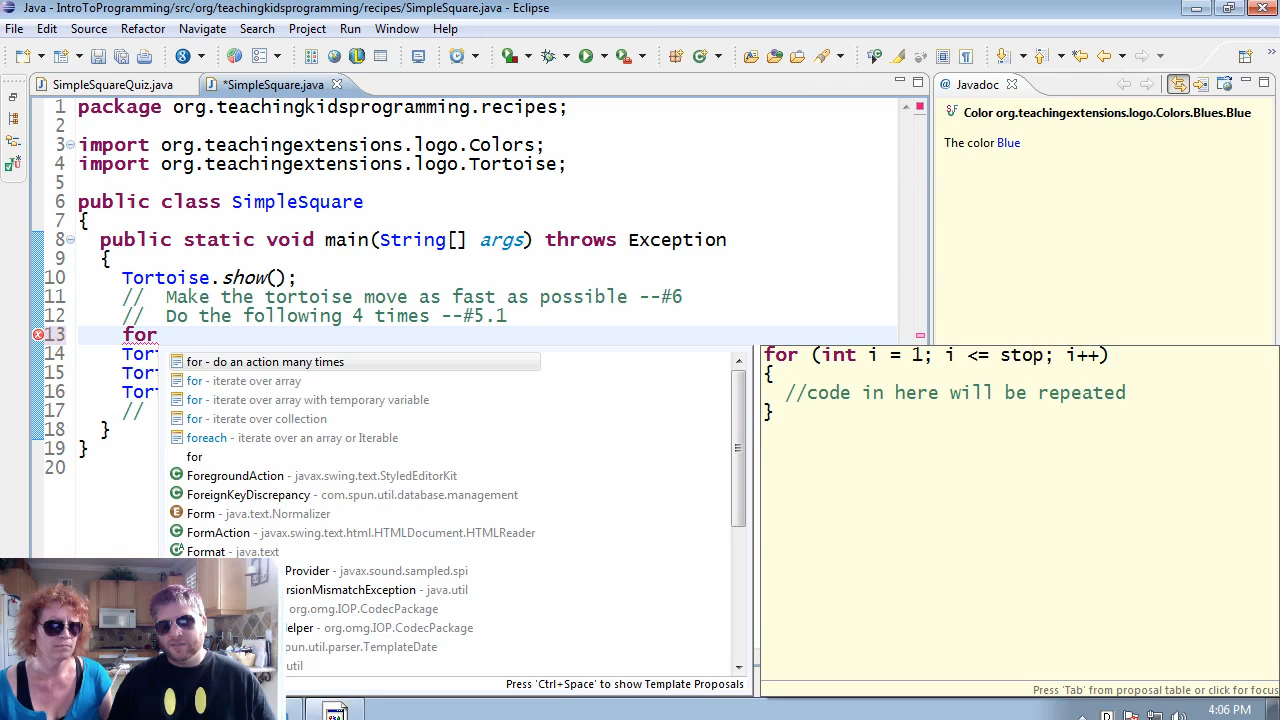 Java - IntroToProgramming/src/org/teachingkidsprogramming/recipes/SimpleSquare.java - Eclipse
File Edit Source Refactor Navigate Search Project Run Window Help
SimpleSquareQuiz.java *SimpleSquare.java Javadoc
1 package org.teachingkidsprogramming.recipes;
2
3 import org.teachingextensions.logo.Colors;
4 import org.teachingextensions.logo.Tortoise;
5
6 public class SimpleSquare
7 {
8 public static void main(String[] args) throws Exception
9 {
10 Tortoise.show();
11 // Make the tortoise move as fast as possible --#6
12 // Do the following 4 times --#5.1
13 for
14 Tor
15 Tor
16 Tor
17 //
18 }
19 }
20
Color org.teachingextensions.logo.Colors.Blues.Blue
The color Blue
for - do an action many times
for - iterate over array
for - iterate over array with temporary variable
for - iterate over collection
foreach - iterate over an array or Iterable
for
ForegroundAction - javax.swing.text.StyledEditorKit
ForeignKeyDiscrepancy - com.spun.util.database.management
Form - java.text.Normalizer
FormAction - javax.swing.text.html.HTMLDocument.HTMLReader
Format - java.text
Provider - javax.sound.sampled.spi
rsionMismatchException - java.util
org.omg.IOP.CodecPackage
elper - org.omg.IOP.CodecPackage
pun.util.parser.TemplateDate
util
Press 'Ctrl+Space' to show Template Proposals
for (int i = 1; i <= stop; i++)
{
//code in here will be repeated
}
Press 'Tab' from proposal table or click for focus
4:06 PM